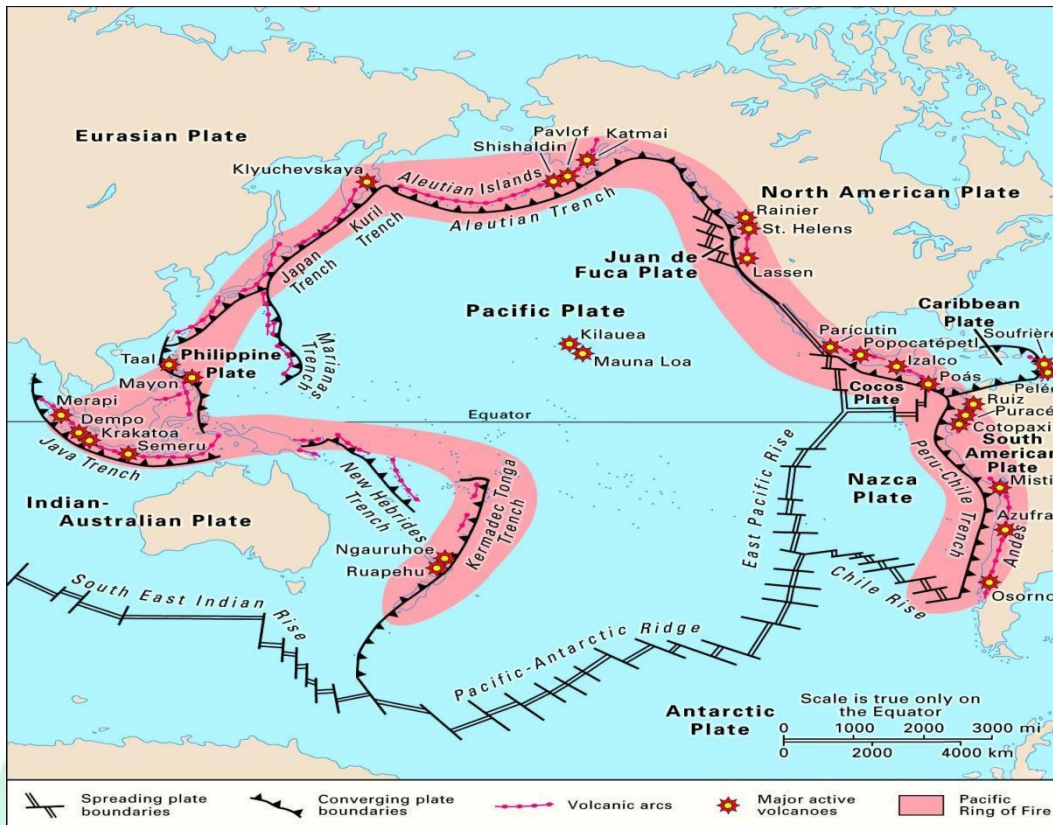 Eurasian Plate
Pavlof
Katmai
Shishaldin
Klyuchevskaya
Aleutian Islands
Aleutian Trench
Kuril
Trench
Japan
Trench
North American Plate
Rainier
St. Helens
Juan de
Fuca Plate
Lassen
Pacific Plate
Caribbean
Plate
Soufrière
Kilauea
Mauna Loa
Parícutin
Popocatépetl
Izalco
Poás
Pelée
Marianas
Trench
Taal
Philippine
Plate
Mayon
Cocos
Plate
Ruiz
Puracé
Cotopaxi
Merapi
Dempo
Krakatoa
Semeru
Java Trench
Equator
South
American
Plate
Misti
Nazca
Plate
Peru-Chile Trench
Azufral
Andes
Osorno
Indian-
Australian Plate
New Hebrides
Trench
Kermadec Tonga
Trench
Ngauruhoe
Ruapehu
East Pacific Rise
Chile Rise
South East Indian Rise
Pacific-Antarctic Ridge
Antarctic
Plate
Scale is true only on
the Equator
0 1000 2000 3000 mi
0 2000 4000 km
Spreading plate
boundaries
Converging plate
boundaries
Volcanic arcs
Major active
volcanoes
Pacific
Ring of Fire